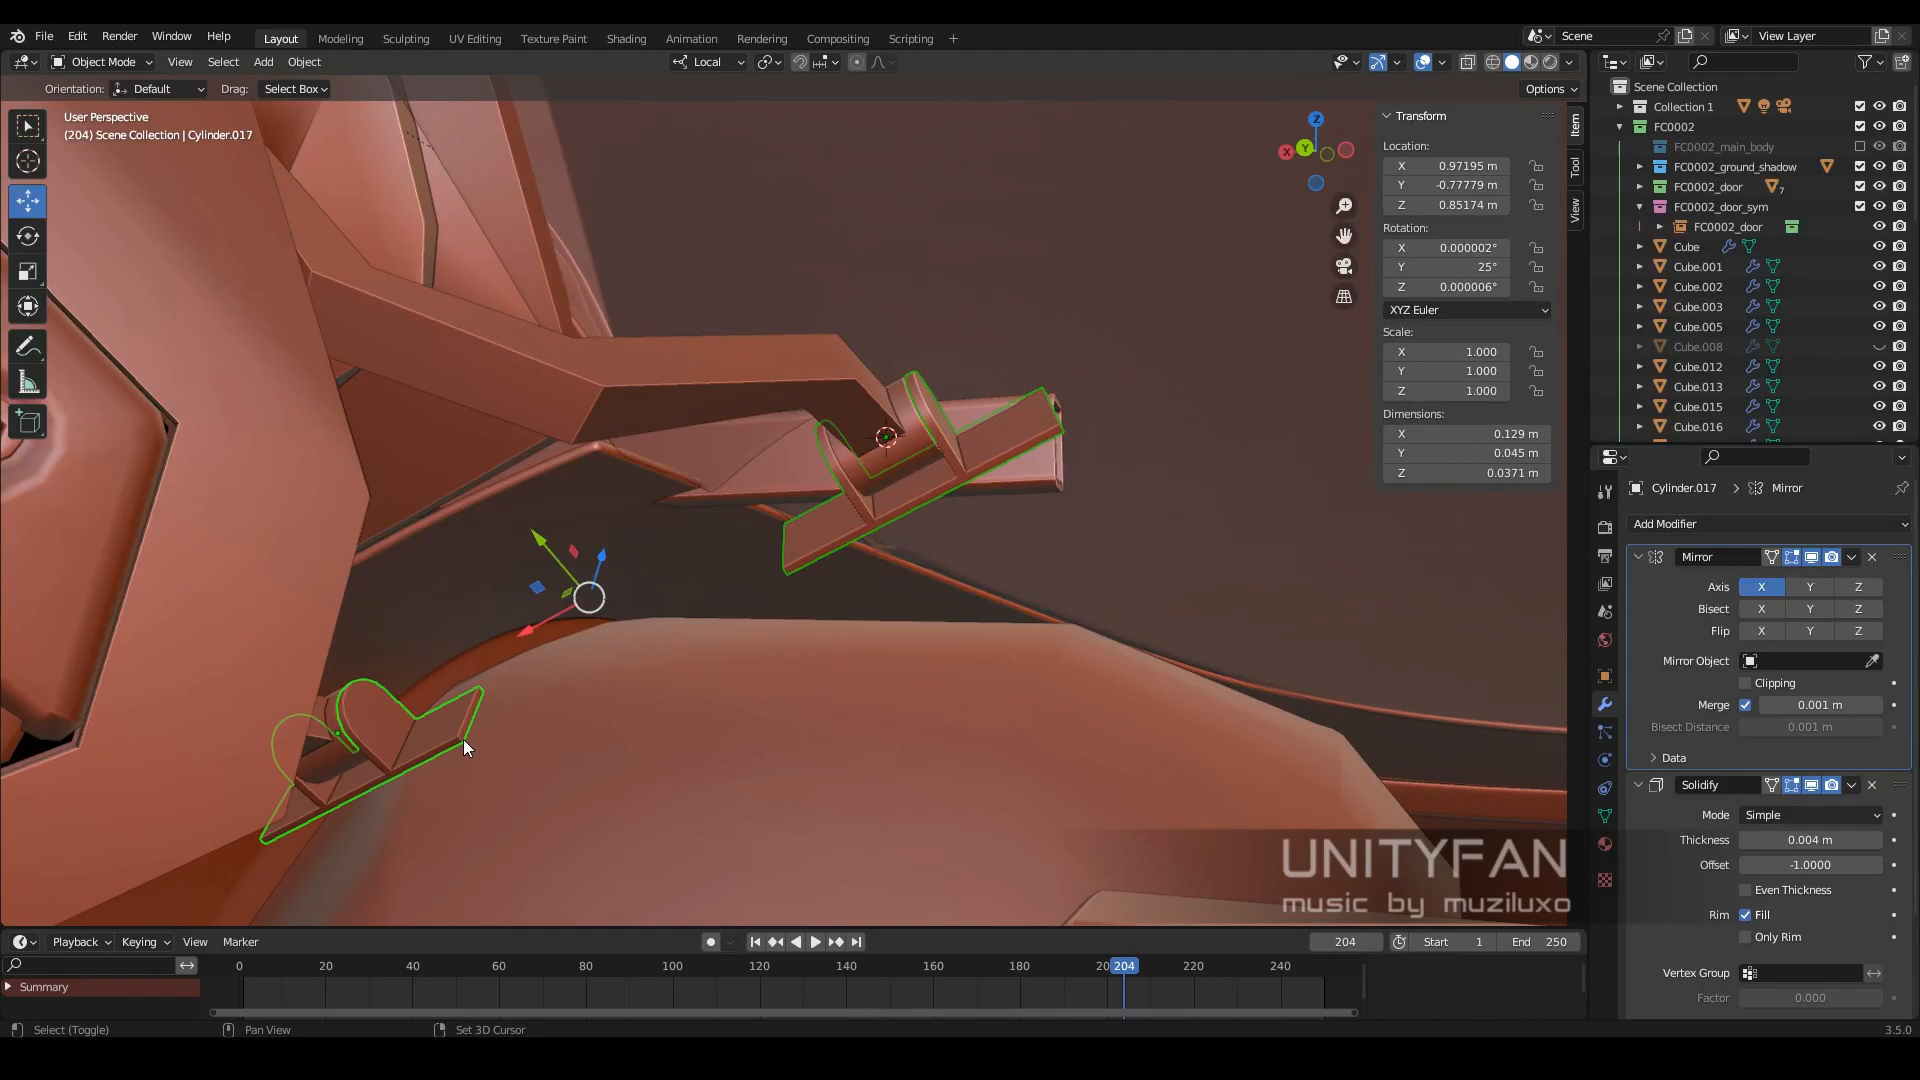 File Edit Render Window Help Layout Modeling Sculpting UV Editing Texture Paint Shading Animation Rendering Compositing Scripting + Scene View Layer
Object Mode View Select Add Object Local
Orientation: Default Drag: Select Box Options
User Perspective
(204) Scene Collection | Cylinder.017
Z
Y
X
Transform
Location:
X 0.97195 m
Y -0.77779 m
Z 0.85174 m
Rotation:
X 0.000002°
Y 25°
Z 0.000006°
XYZ Euler
Scale:
X 1.000
Y 1.000
Z 1.000
Dimensions:
X 0.129 m
Y 0.045 m
Z 0.0371 m
Item
Tool
View
Scene Collection
Collection 1
FC0002
FC0002_main_body
FC0002_ground_shadow
FC0002_door 7
FC0002_door_sym
FC0002_door
Cube
Cube.001
Cube.002
Cube.003
Cube.005
Cube.008
Cube.012
Cube.013
Cube.015
Cube.016
Cylinder.017 Mirror
Add Modifier
Mirror
Axis X Y Z
Bisect X Y Z
Flip X Y Z
Mirror Object
Clipping
Merge 0.001 m
Bisect Distance 0.001 m
Data
Solidify
Mode Simple
Thickness 0.004 m
Offset -1.0000
Even Thickness
Rim Fill
Only Rim
Vertex Group
Factor 0.000
UNITYFAN
music by muziluxo
Playback Keying View Marker 204 Start 1 End 250
0 20 40 60 80 100 120 140 160 180 20 204 220 240
Summary
Select (Toggle) Pan View Set 3D Cursor 3.5.0